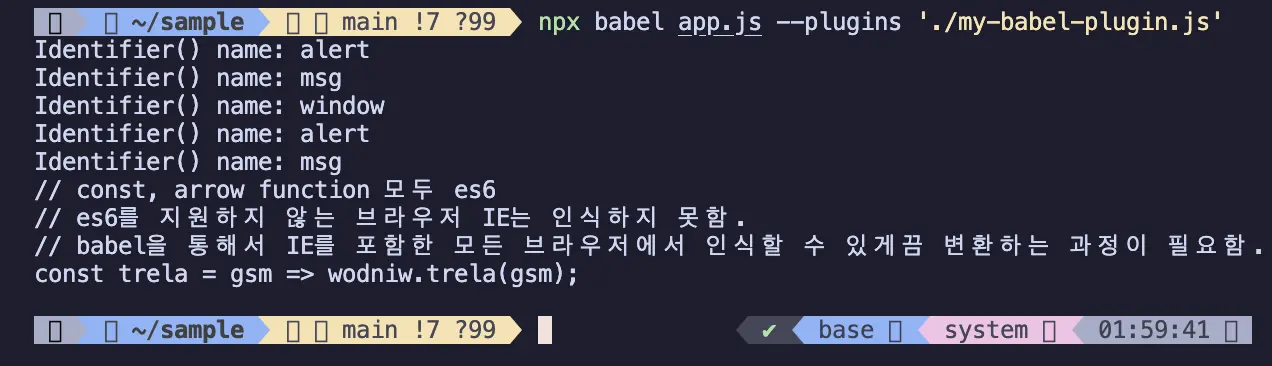 ~/sample main !7 ?99 npx babel app.js --plugins './my-babel-plugin.js'
Identifier() name: alert
Identifier() name: msg
Identifier() name: window
Identifier() name: alert
Identifier() name: msg
// const, arrow function 모두 es6
// es6를 지원하지 않는 브라우저 IE는 인식하지 못함.
// babel을 통해서 IE를 포함한 모든 브라우저에서 인식할 수 있게끔 변환하는 과정이 필요함.
const trela = gsm => wodniw.trela(gsm);
~/sample main !7 ?99 ✔ base system 01:59:41